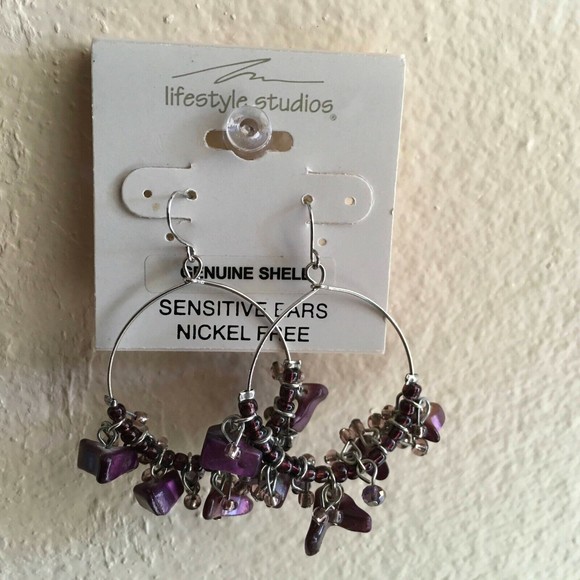 lifestyle studios®
GENUINE SHELL
SENSITIVE EARS
NICKEL FREE